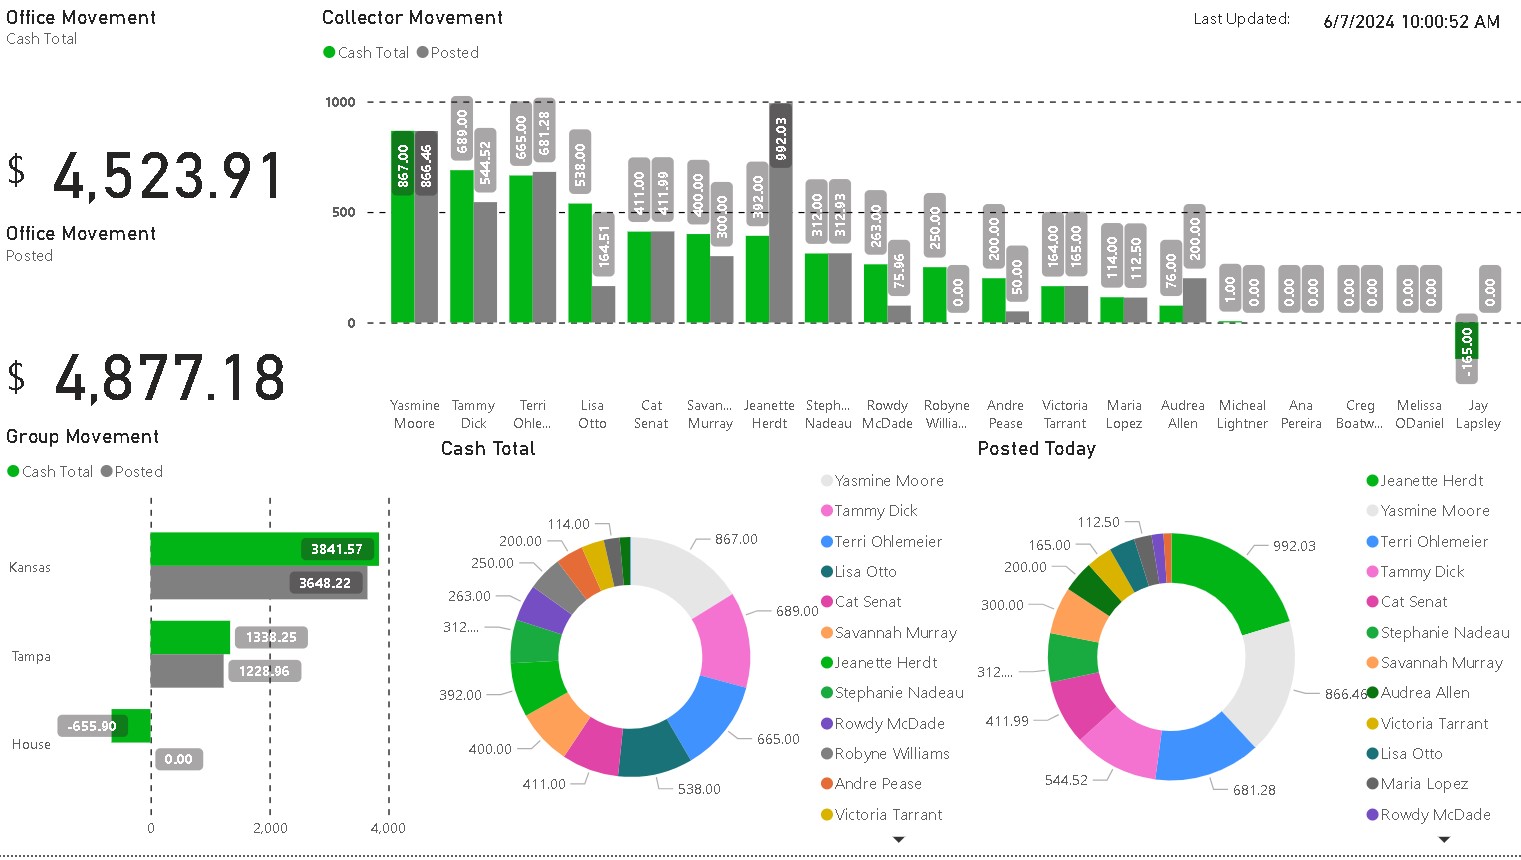 Office Movement
Cash Total
$ 4,523.91
Office Movement
Posted
$ 4,877.18
Collector Movement
Cash Total Posted
Last Updated: 6/7/2024 10:00:52 AM
1000
500
0
867.00 866.46
689.00 544.52
665.00 681.28
538.00 164.51
411.00 411.99
400.00 300.00
392.00 992.03
312.00 312.93
263.00 75.96
250.00 0.00
200.00 50.00
164.00 165.00
114.00 112.50
76.00 200.00
1.00 0.00
0.00 0.00
0.00 0.00
0.00 0.00
-165.00 0.00
Yasmine Moore
Tammy Dick
Terri Ohle...
Lisa Otto
Cat Senat
Savan... Murray
Jeanette Herdt
Steph... Nadeau
Rowdy McDade
Robyne Willia...
Andre Pease
Victoria Tarrant
Maria Lopez
Audrea Allen
Micheal Lightner
Ana Pereira
Creg Boatw...
Melissa ODaniel
Jay Lapsley
Group Movement
Cash Total Posted
Kansas
3841.57
3648.22
Tampa
1338.25
1228.96
House
-655.90
0.00
0 2,000 4,000
Cash Total
867.00
689.00
665.00
538.00
411.00
400.00
392.00
312....
263.00
250.00
200.00
114.00
Yasmine Moore
Tammy Dick
Terri Ohlemeier
Lisa Otto
Cat Senat
Savannah Murray
Jeanette Herdt
Stephanie Nadeau
Rowdy McDade
Robyne Williams
Andre Pease
Victoria Tarrant
Posted Today
992.03
866.46
681.28
544.52
411.99
312....
300.00
200.00
165.00
112.50
Jeanette Herdt
Yasmine Moore
Terri Ohlemeier
Tammy Dick
Cat Senat
Stephanie Nadeau
Savannah Murray
Audrea Allen
Victoria Tarrant
Lisa Otto
Maria Lopez
Rowdy McDade